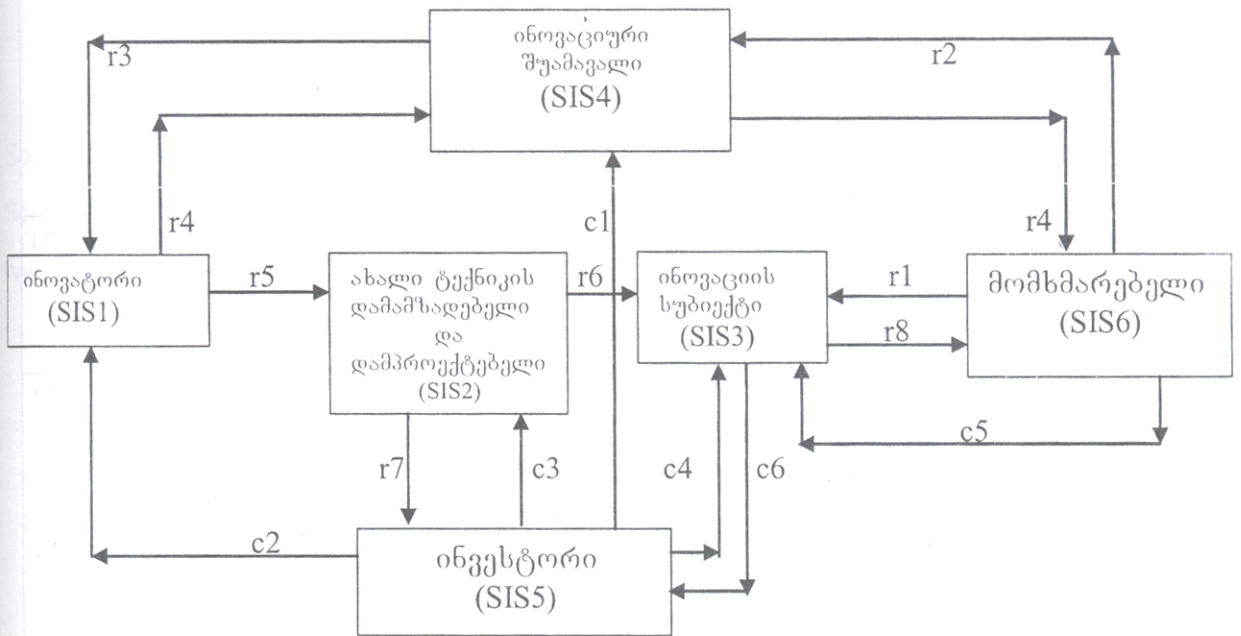 ინოვაციური
შუამავალი
(SIS4)
r3
r2
r4
c1
r4
ინოვატორი
(SIS1)
r5
ახალი ტექნიკის
დამამზადებელი
და
დამპროექტებელი
(SIS2)
r6
ინოვაციის
სუბიექტი
(SIS3)
r1
r8
მომხმარებელი
(SIS6)
c5
r7
c3
c4
c6
c2
ინვესტორი
(SIS5)